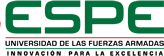 ESPE
UNIVERSIDAD DE LAS FUERZAS ARMADAS
INNOVACIÓN PARA LA EXCELENCIA